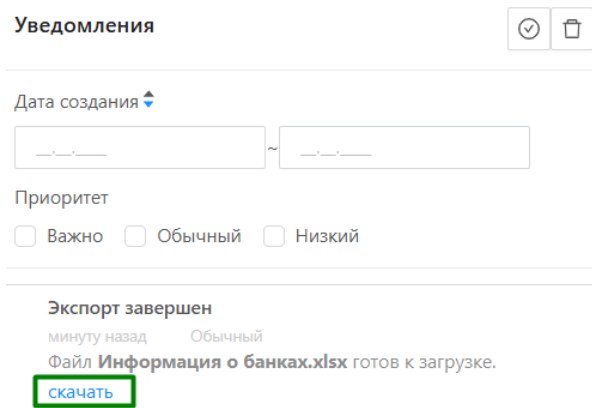 Уведомления
Дата создания
__.__.____ ~ __.__.____
Приоритет
Важно Обычный Низкий
Экспорт завершен
минуту назад Обычный
Файл Информация о банках.xlsx готов к загрузке.
скачать